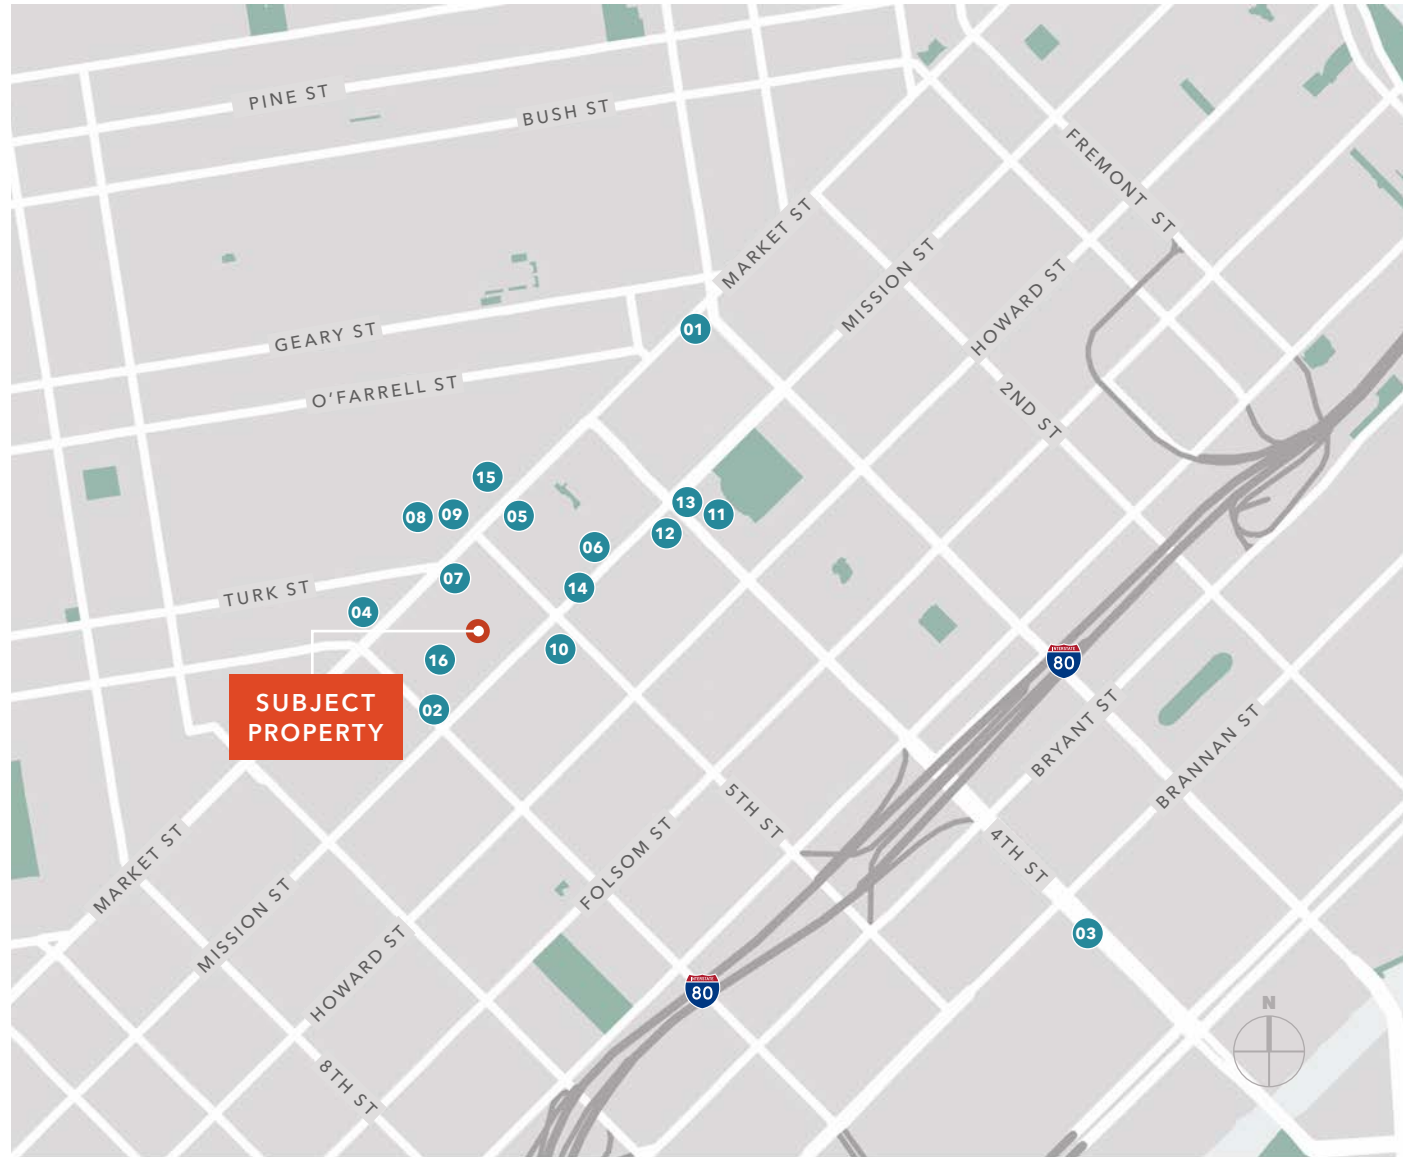 PINE ST
BUSH ST
FREMONT ST
MARKET ST
MISSION ST
HOWARD ST
GEARY ST
01
O'FARRELL ST
2ND ST
15
13
08
09
05
11
12
06
07
14
TURK ST
04
10
16
INTERSTATE
80
SUBJECT
PROPERTY
02
BRYANT ST
BRANNAN ST
5TH ST
MARKET ST
FOLSOM ST
4TH ST
MISSION ST
03
HOWARD ST
INTERSTATE
80
N
8TH ST